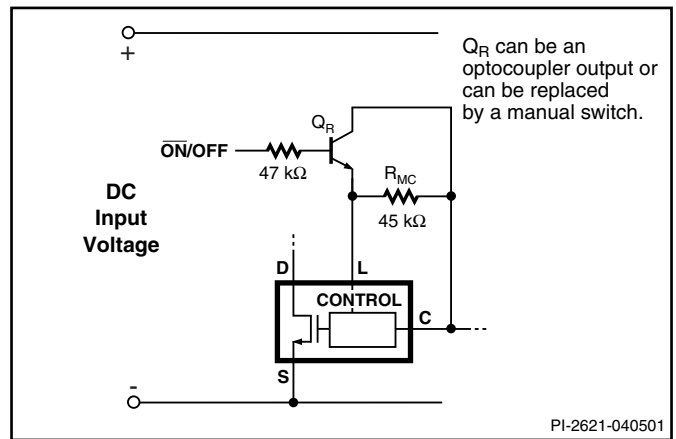 +
Q_R can be an
optocoupler output or
can be replaced
by a manual switch.
Q_R
O̅N̅/OFF
47 kΩ
R_MC
45 kΩ
DC
Input
Voltage
D
L
CONTROL
C
S
-
PI-2621-040501